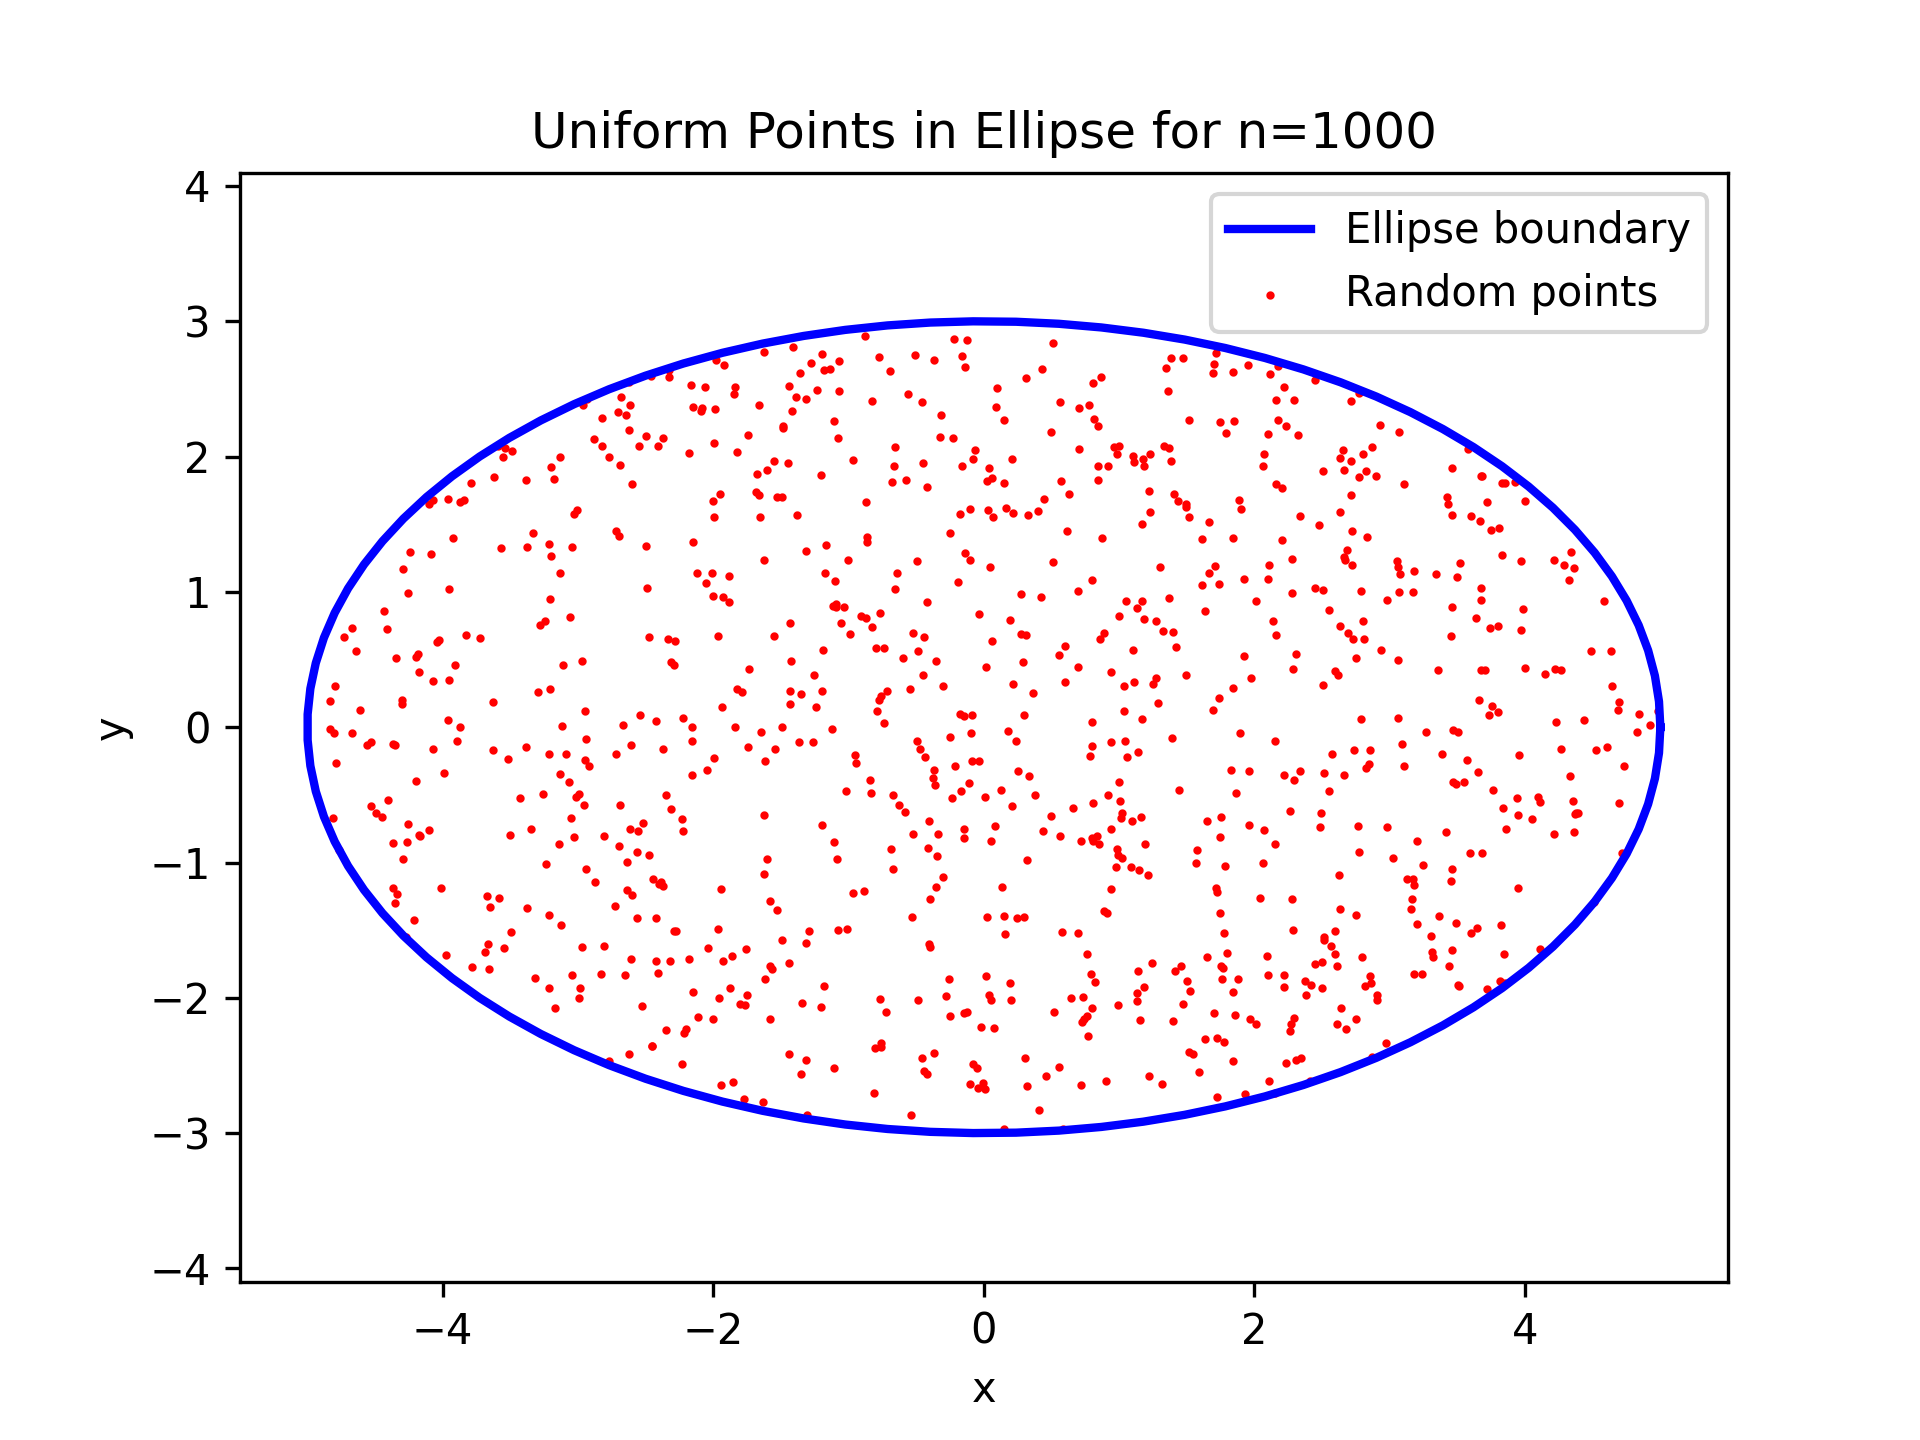 Uniform Points in Ellipse for n=1000
Ellipse boundary
Random points
4
3
2
1
0
−1
−2
−3
−4
y
−4 −2 0 2 4
x